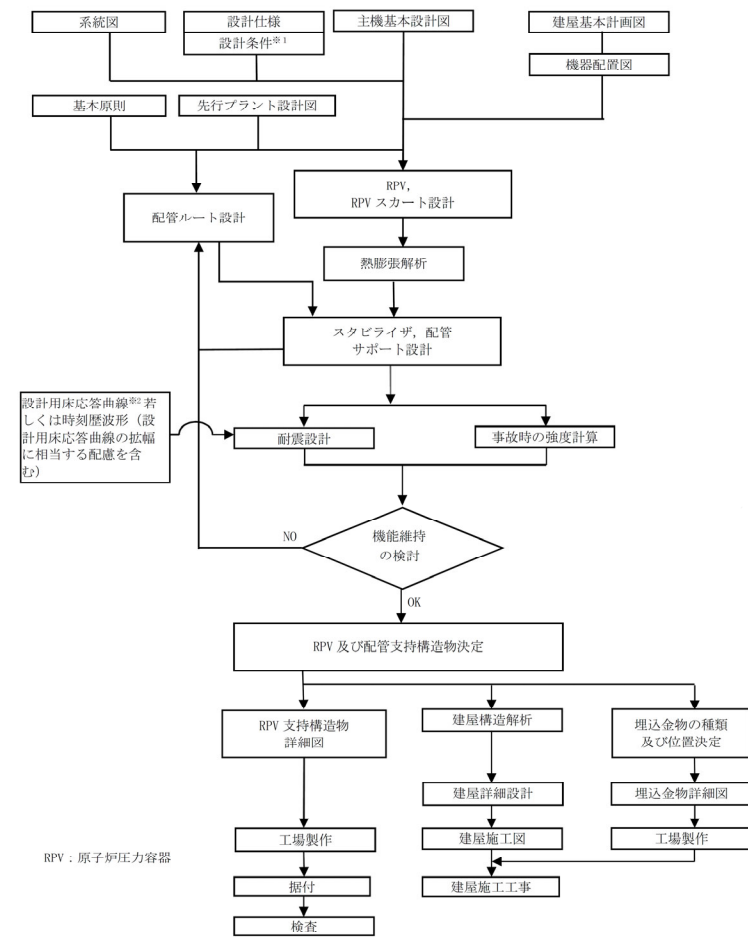 系統図
設計仕様
設計条件※1
主機基本設計図
建屋基本計画図
機器配置図
基本原則
先行プラント設計図
RPV,
RPV スカート設計
配管ルート設計
熱膨張解析
スタビライザ，配管
サポート設計
設計用床応答曲線※2 若
しくは時刻歴波形（設
計用床応答曲線の拡幅
に相当する配慮を含
む）
耐震設計
事故時の強度計算
NO
機能維持
の検討
OK
RPV 及び配管支持構造物決定
RPV 支持構造物
詳細図
建屋構造解析
埋込金物の種類
及び位置決定
建屋詳細設計
埋込金物詳細図
工場製作
建屋施工図
工場製作
RPV：原子炉圧力容器
据付
建屋施工工事
検査